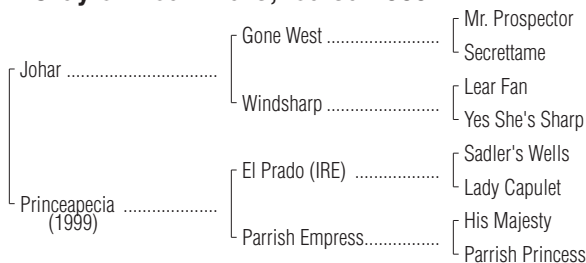 Mr. Prospector
Gone West
Secrettame
Johar
Lear Fan
Windsharp
Yes She's Sharp
Sadler's Wells
El Prado (IRE)
Lady Capulet
Princeapecia
(1999)
His Majesty
Parrish Empress
Parrish Princess